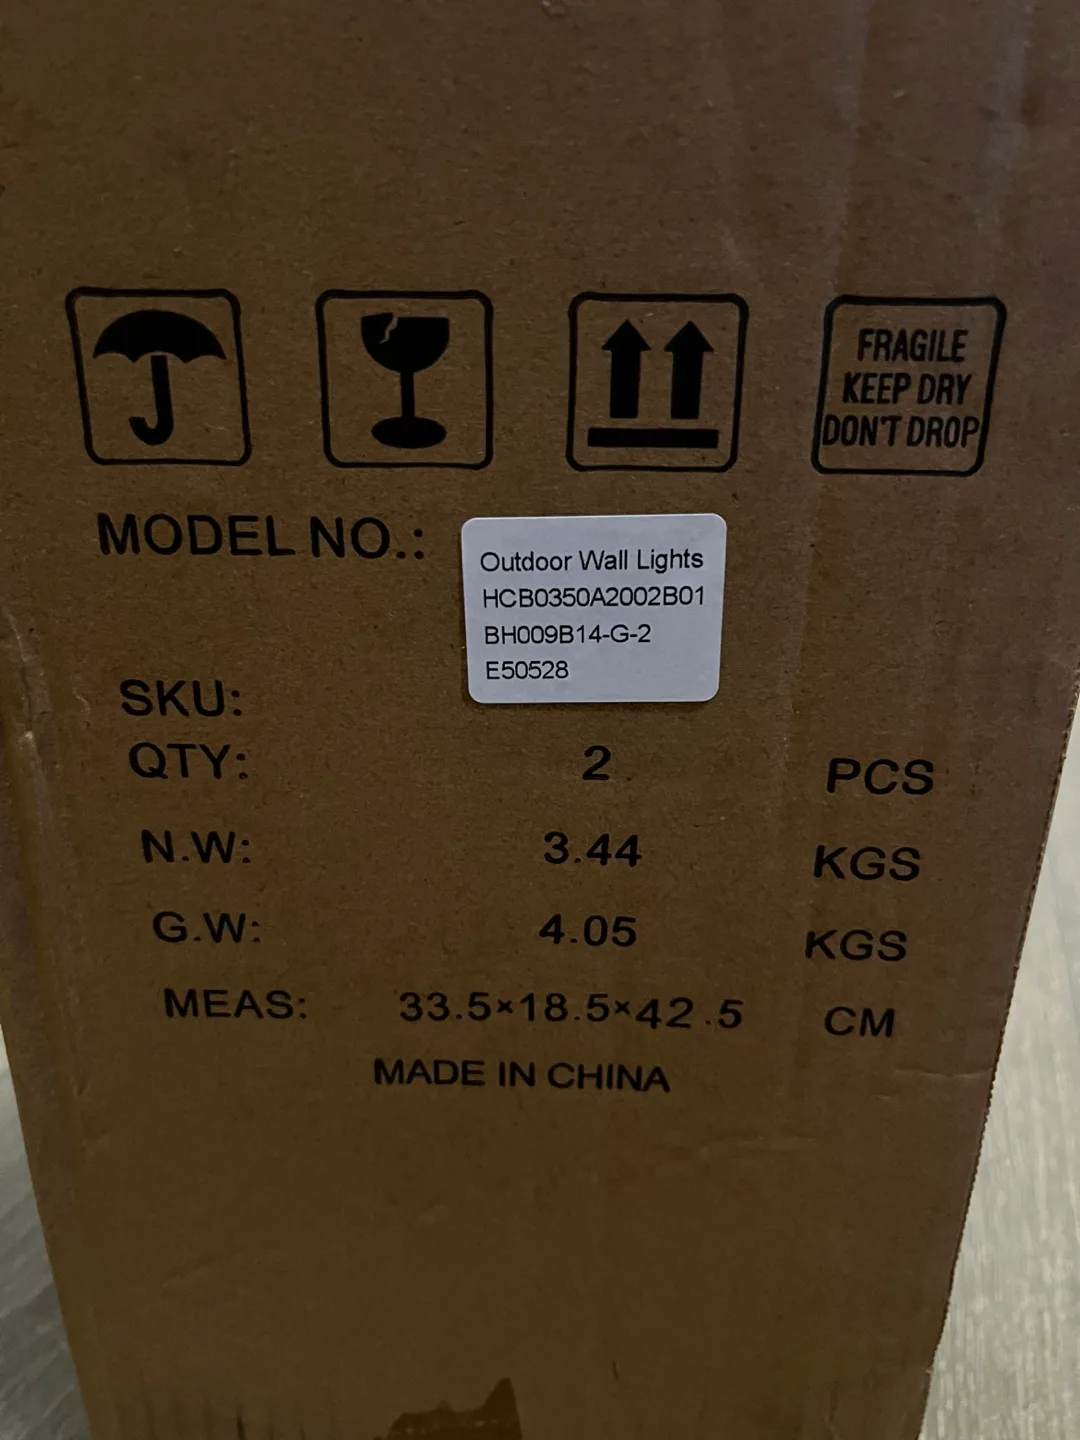 FRAGILE
KEEP DRY
DON'T DROP
MODEL NO.:
Outdoor Wall Lights
HCB0350A2002B01
BH009B14-G-2
E50528
SKU:
QTY: 2 PCS
N.W: 3.44 KGS
G.W: 4.05 KGS
MEAS: 33.5×18.5×42.5 CM
MADE IN CHINA